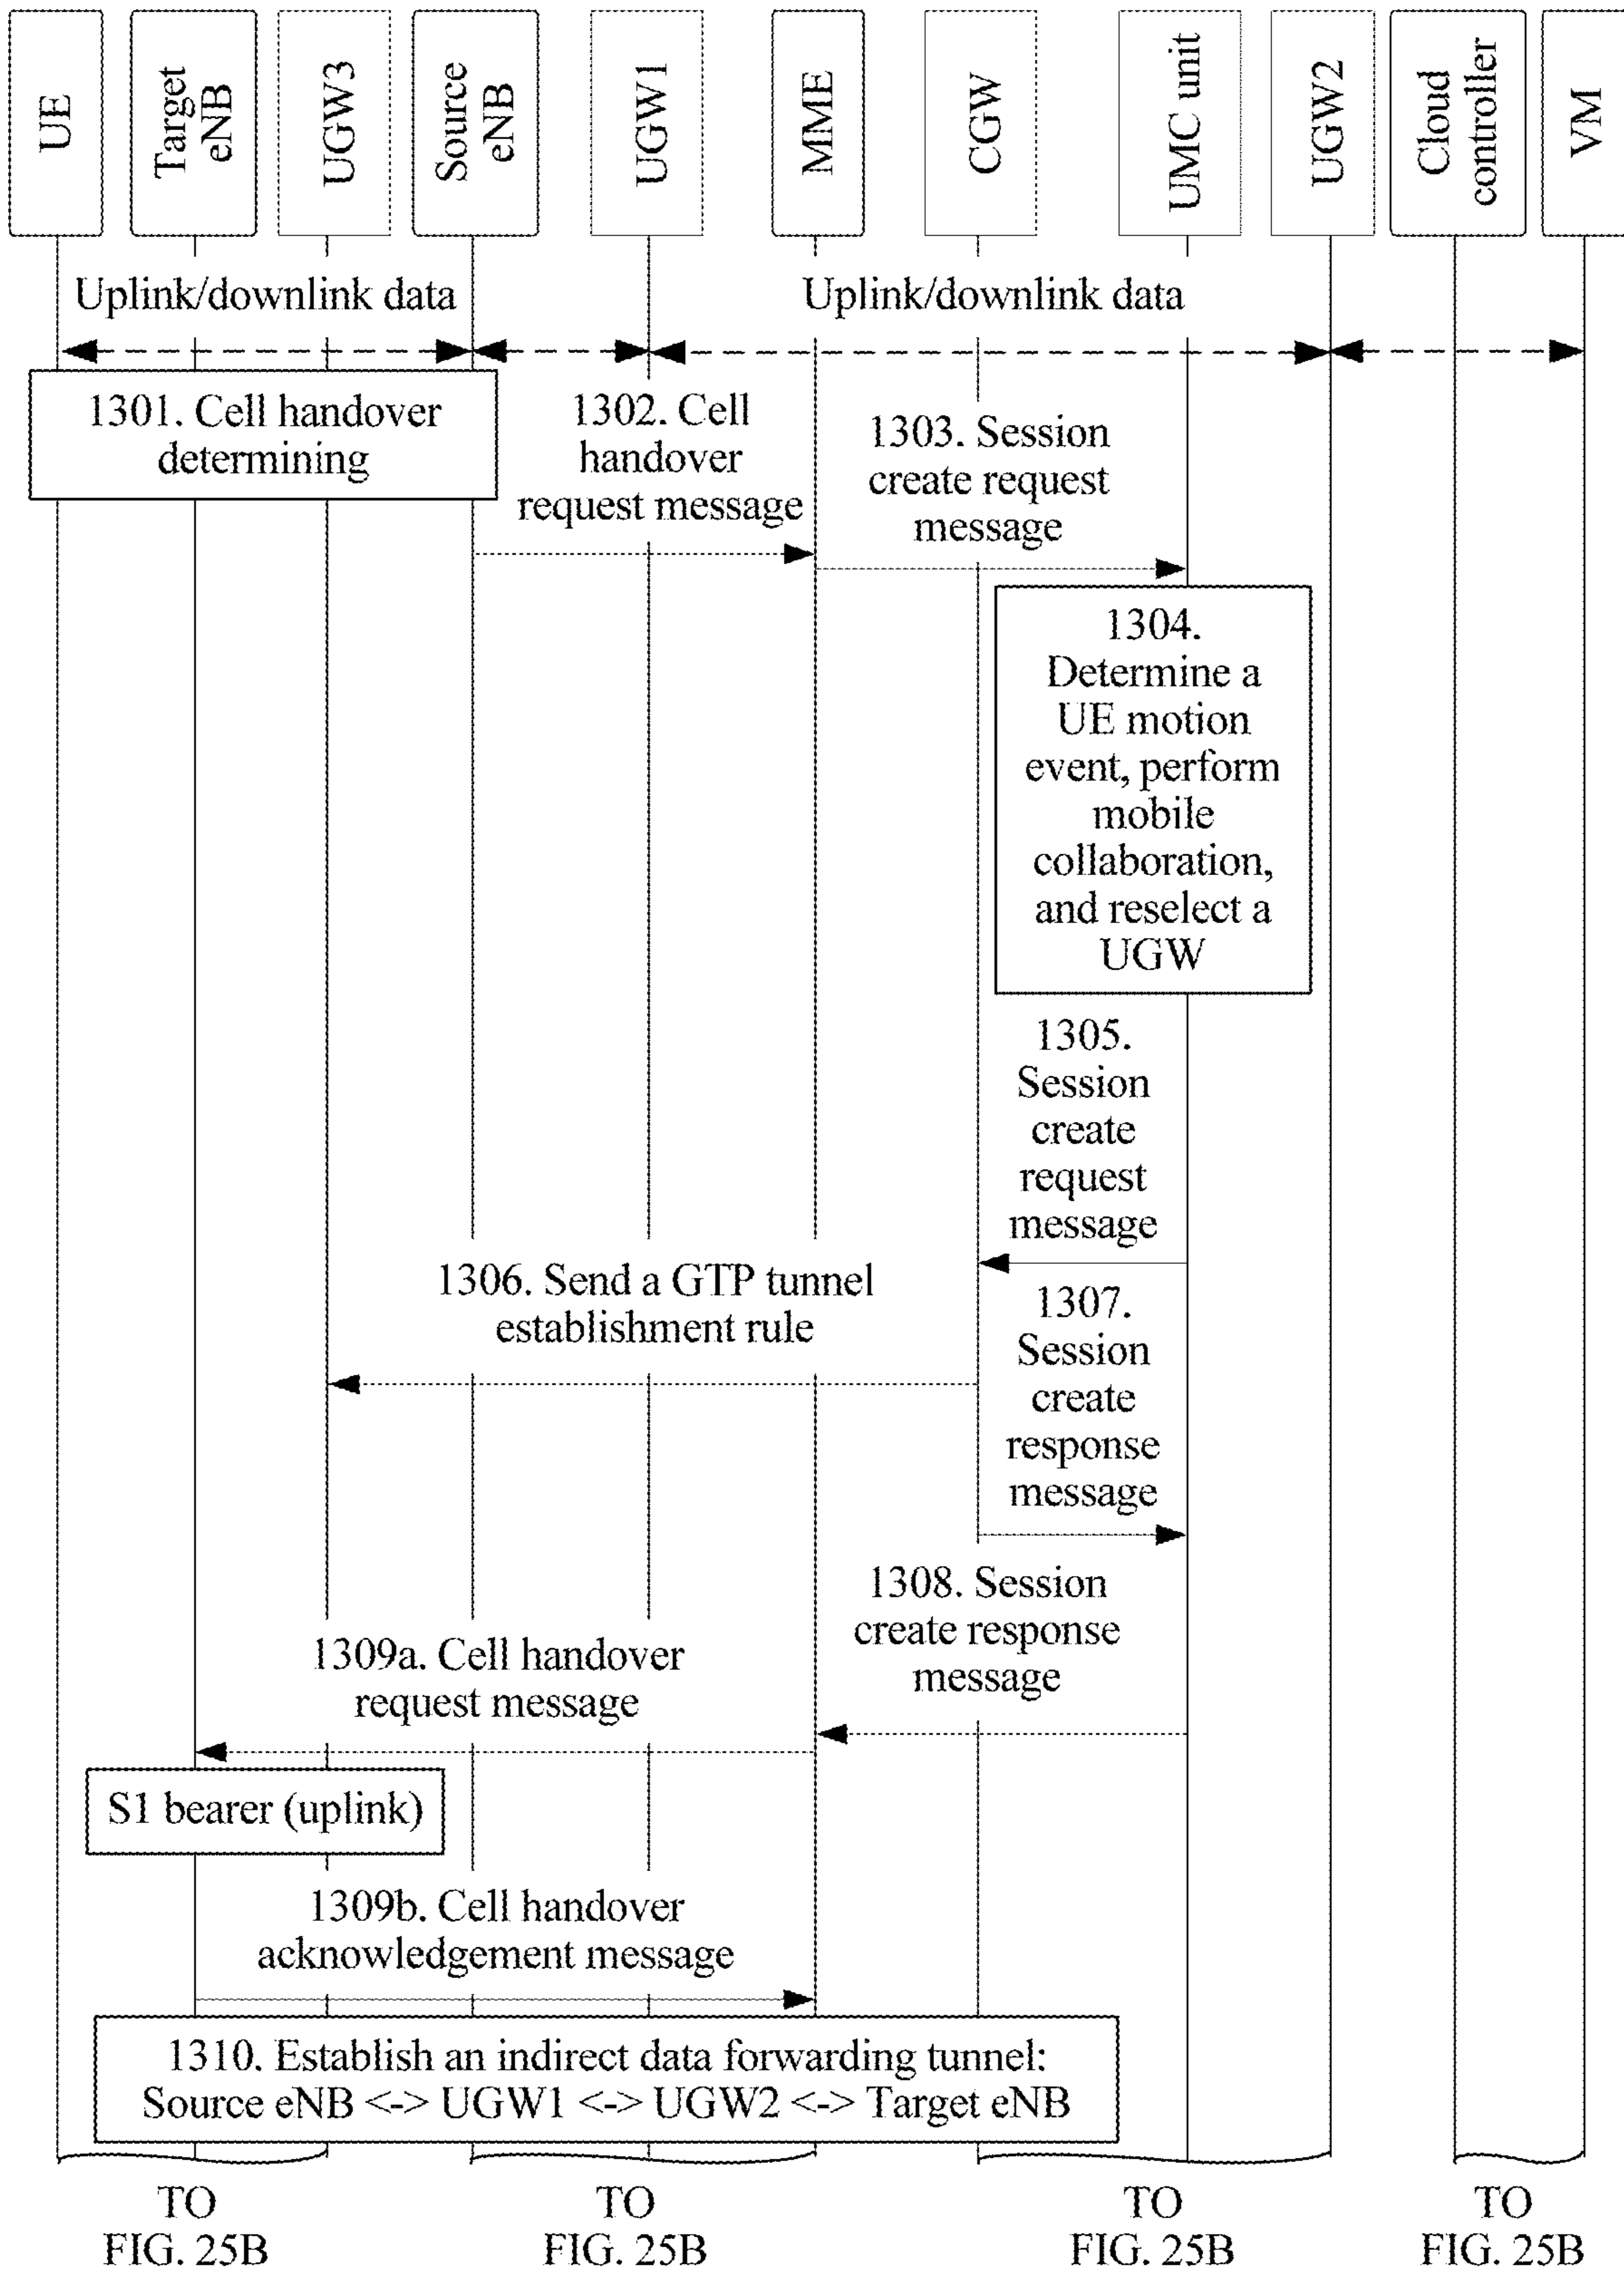 UE
Target
eNB
UGW3
Source
eNB
UGW1
MME
CGW
UMC unit
UGW2
Cloud
controller
VM
Uplink/downlink data
Uplink/downlink data
1301. Cell handover
determining
1302. Cell
handover
request message
1303. Session
create request
message
1304.
Determine a
UE motion
event, perform
mobile
collaboration,
and reselect a
UGW
1305.
Session
create
request
message
1306. Send a GTP tunnel
establishment rule
1307.
Session
create
response
message
1308. Session
create response
message
1309a. Cell handover
request message
S1 bearer (uplink)
1309b. Cell handover
acknowledgement message
1310. Establish an indirect data forwarding tunnel:
Source eNB <-> UGW1 <-> UGW2 <-> Target eNB
TO
FIG. 25B
TO
FIG. 25B
TO
FIG. 25B
TO
FIG. 25B